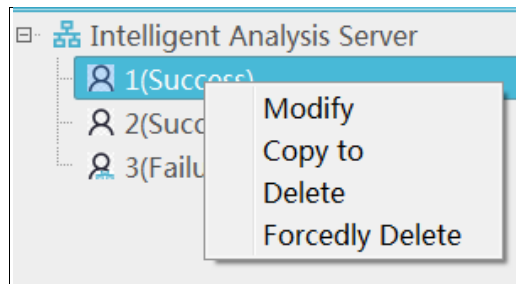 Intelligent Analysis Server
1(Success)
2(Succ
3(Failu
Modify
Copy to
Delete
Forcedly Delete